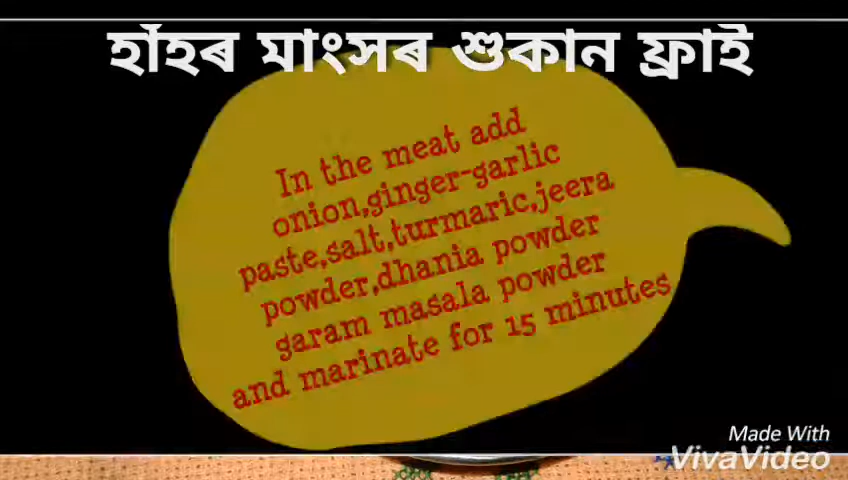 হাঁহৰ মাংসৰ শুকান ফ্ৰাই
In the meat add
onion,ginger-garlic
paste,salt,turmaric,jeera
powder,dhania powder
garam masala powder
and marinate for 15 minutes
Made With
VivaVideo